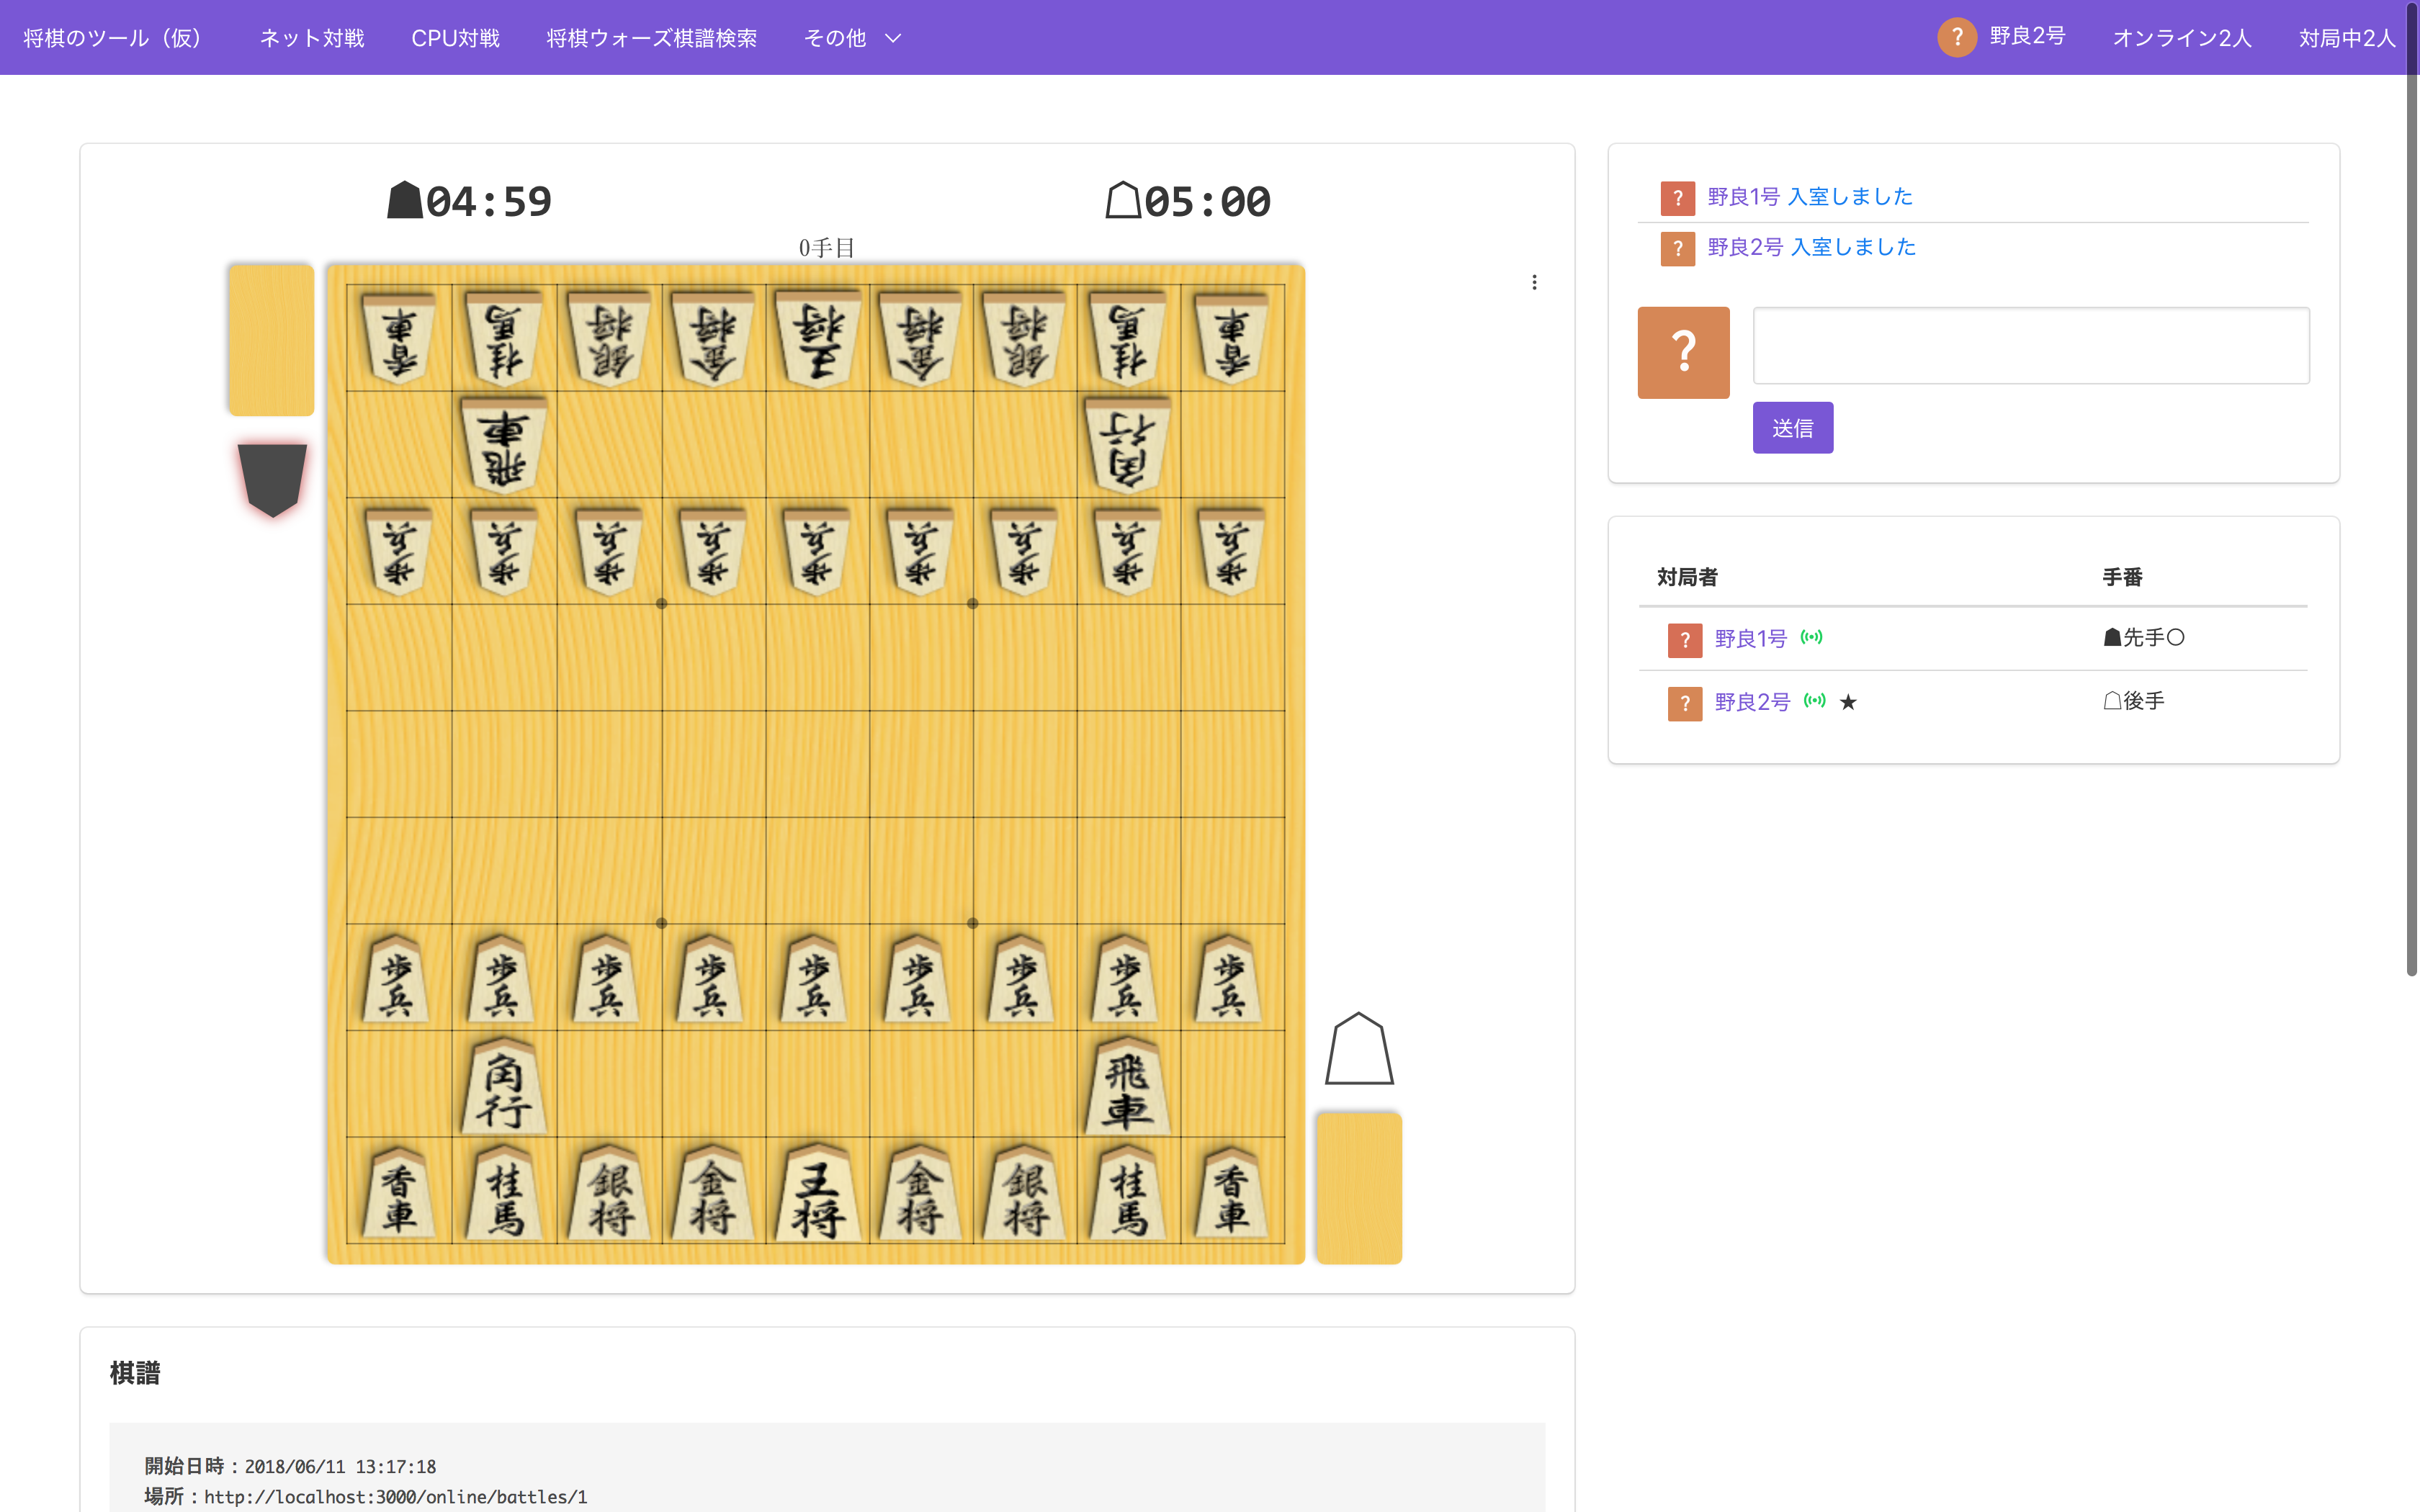 将棋のツール（仮） ネット対戦 CPU対戦 将棋ウォーズ棋譜検索 その他 ? 野良2号 オンライン2人 対局中2人
☗04:59 ☖05:00
0手目
香車 桂馬 銀将 金将 王将 金将 銀将 桂馬 香車
飛車 角行
歩兵 歩兵 歩兵 歩兵 歩兵 歩兵 歩兵 歩兵 歩兵
歩兵 歩兵 歩兵 歩兵 歩兵 歩兵 歩兵 歩兵 歩兵
角行 飛車
香車 桂馬 銀将 金将 王将 金将 銀将 桂馬 香車
棋譜
開始日時：2018/06/11 13:17:18
場所：http://localhost:3000/online/battles/1
? 野良1号 入室しました
? 野良2号 入室しました
?
送信
対局者 手番
? 野良1号 ☗先手○
? 野良2号 ★ ☖後手